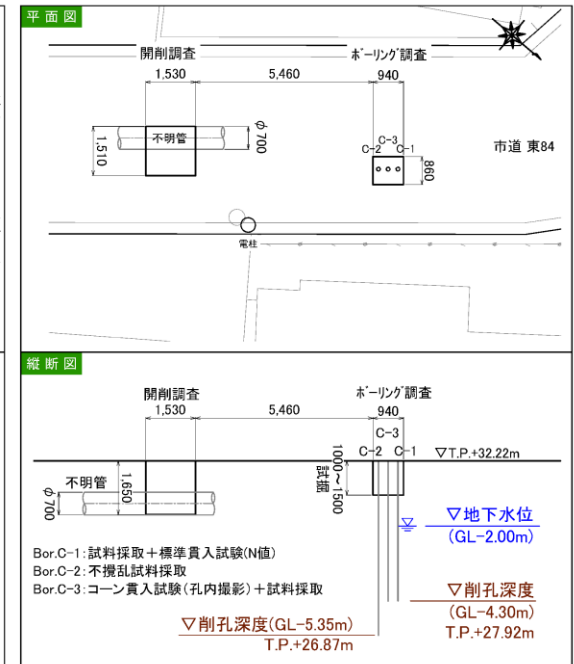 平面図
開削調査
ボーリング調査
1,530
5,460
940
不明管
φ700
1,510
C-3
C-2
C-1
860
市道 東84
電柱
縦断図
開削調査
ボーリング調査
1,530
5,460
940
C-3
C-2
C-1
▽T.P.+32.22m
不明管
φ700
1,650
1000~1500
試掘
▽地下水位
(GL-2.00m)
Bor.C-1:試料採取+標準貫入試験(N値)
Bor.C-2:不攪乱試料採取
Bor.C-3:コーン貫入試験(孔内撮影)+試料採取
▽削孔深度
(GL-4.30m)
T.P.+27.92m
▽削孔深度(GL-5.35m)
T.P.+26.87m